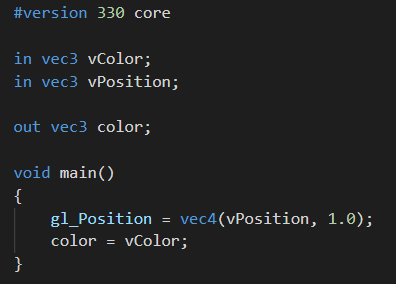 #version 330 core
in vec3 vColor;
in vec3 vPosition;
out vec3 color;
void main()
{
    gl_Position = vec4(vPosition, 1.0);
    color = vColor;
}